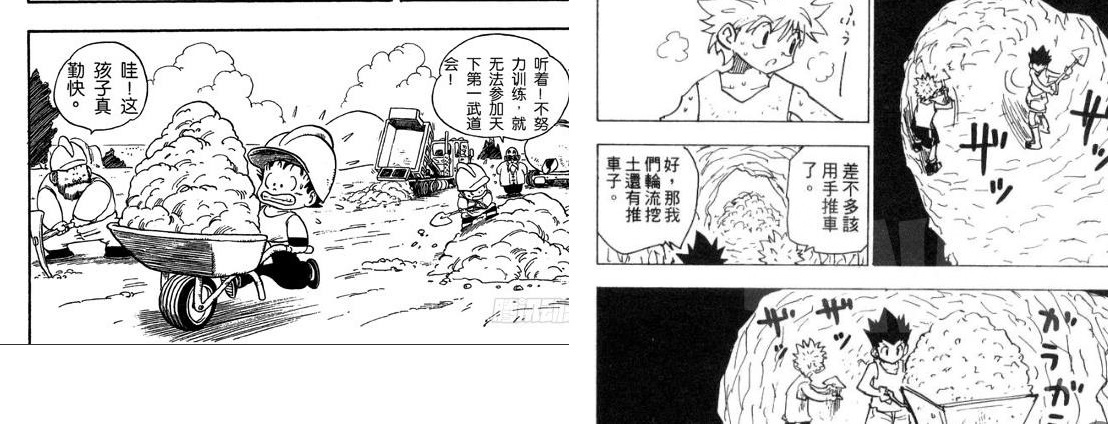 哇！这
孩子真
勤快。
听着！不努
力训练，就
无法参加天
下第一武道
会！
ふぅー
ザザッ
ザッ
差不多該
用手推車
了。
好，那我
們輪流挖
土還有推
車子。
ザッ
ザッ
ガラガラ